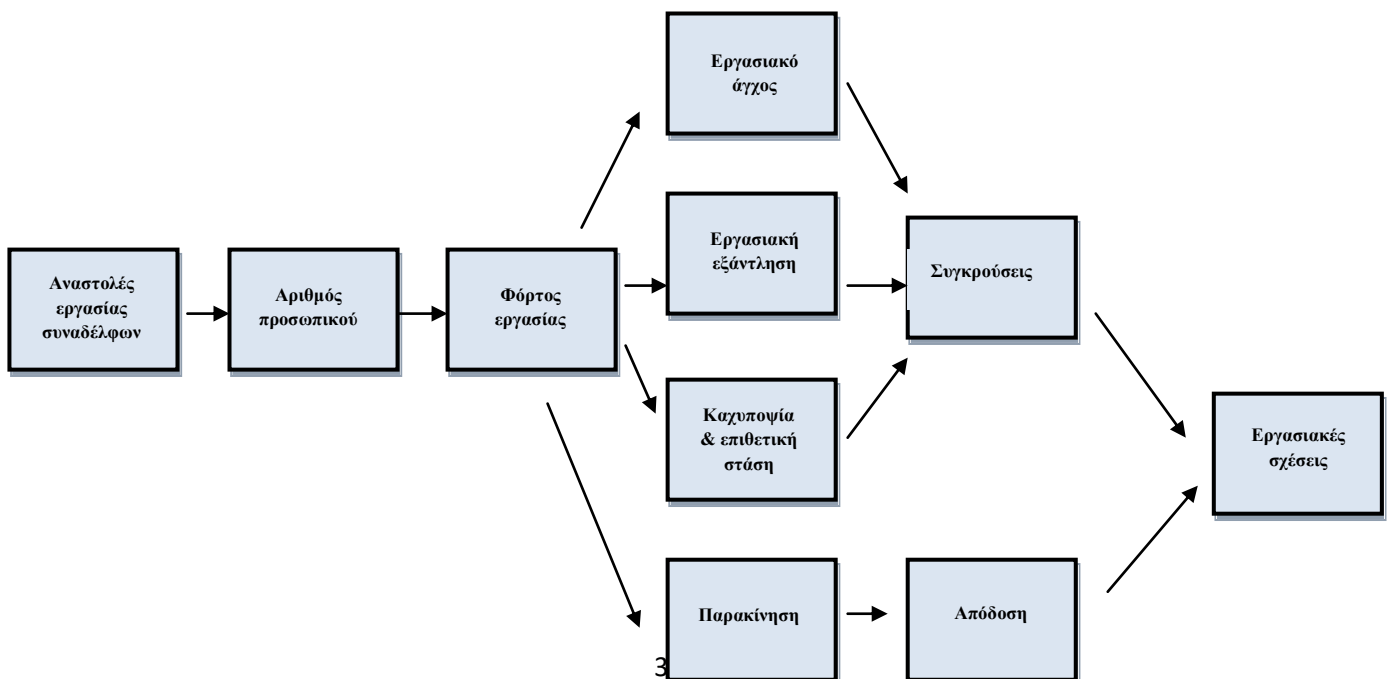 Εργασιακό
άγχος
Εργασιακή
εξάντληση
Συγκρούσεις
Αναστολές
εργασίας
συναδέλφων
Αριθμός
προσωπικού
Φόρτος
εργασίας
Καχυποψία
& επιθετική
στάση
Εργασιακές
σχέσεις
Παρακίνηση
Απόδοση
3